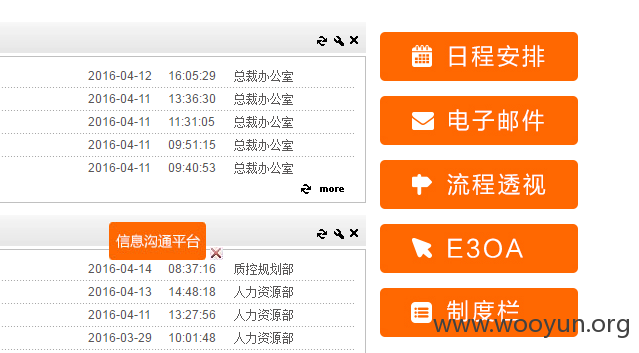 2016-04-12 16:05:29 总裁办公室
2016-04-11 13:36:30 总裁办公室
2016-04-11 11:31:05 总裁办公室
2016-04-11 09:51:15 总裁办公室
2016-04-11 09:40:53 总裁办公室
more
信息沟通平台
2016-04-14 08:37:16 质控规划部
2016-04-13 14:48:18 人力资源部
2016-04-11 13:27:56 人力资源部
2016-03-29 10:01:48 人力资源部
日程安排
电子邮件
流程透视
E3OA
制度栏
www.wooyun.org